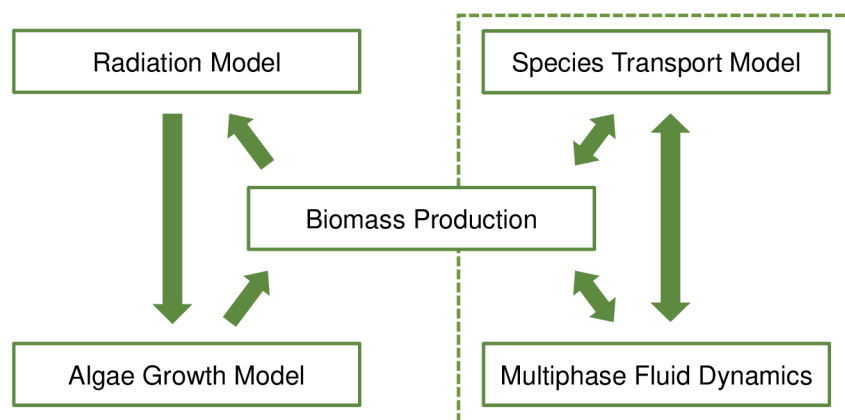 Radiation Model
Species Transport Model
Biomass Production
Algae Growth Model
Multiphase Fluid Dynamics